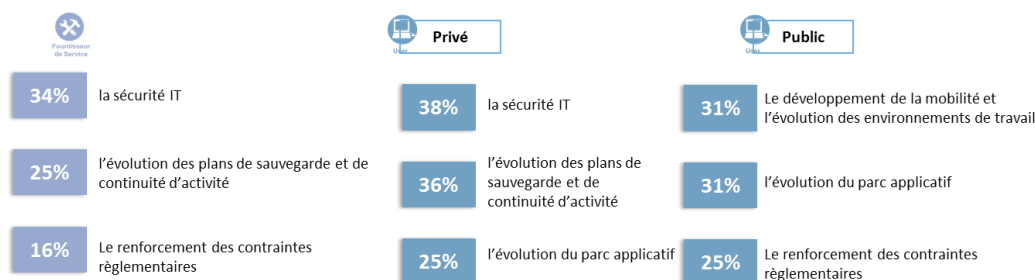 Fournisseur
de Service
34%
la sécurité IT
25%
l'évolution des plans de sauvegarde et de
continuité d'activité
16%
Le renforcement des contraintes
règlementaires
User
Privé
38%
la sécurité IT
36%
l'évolution des plans de
sauvegarde et de
continuité d'activité
25%
l'évolution du parc applicatif
User
Public
31%
Le développement de la mobilité et
l'évolution des environnements de travail
31%
l'évolution du parc applicatif
25%
Le renforcement des contraintes
règlementaires